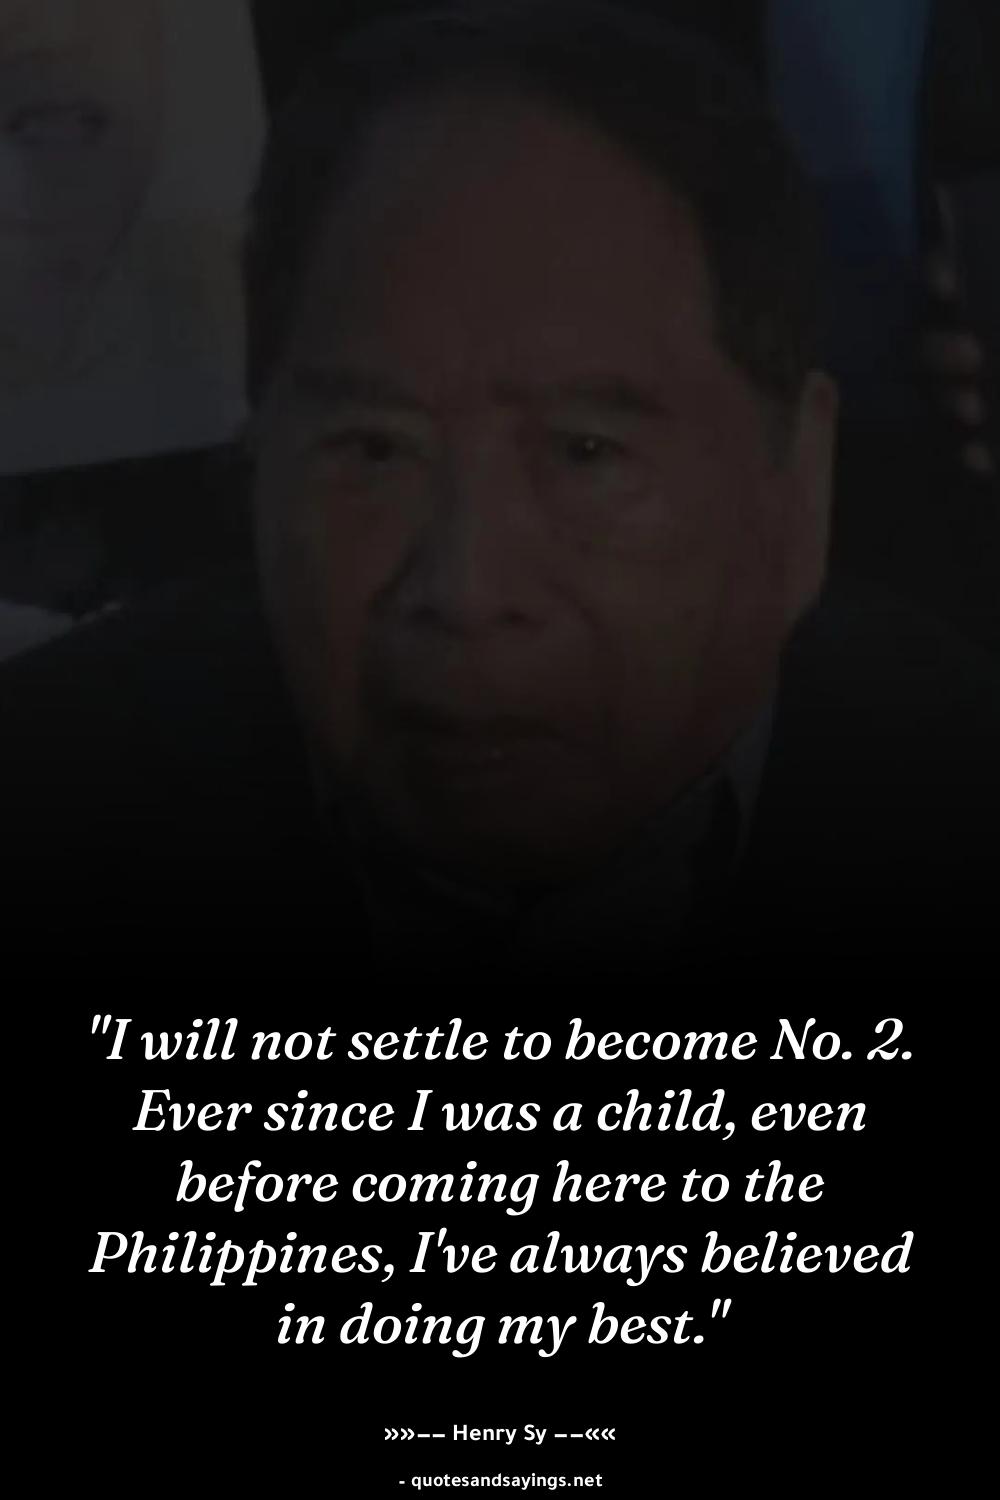 "I will not settle to become No. 2.
Ever since I was a child, even
before coming here to the
Philippines, I've always believed
in doing my best."
»»−− Henry Sy −−««
- quotesandsayings.net